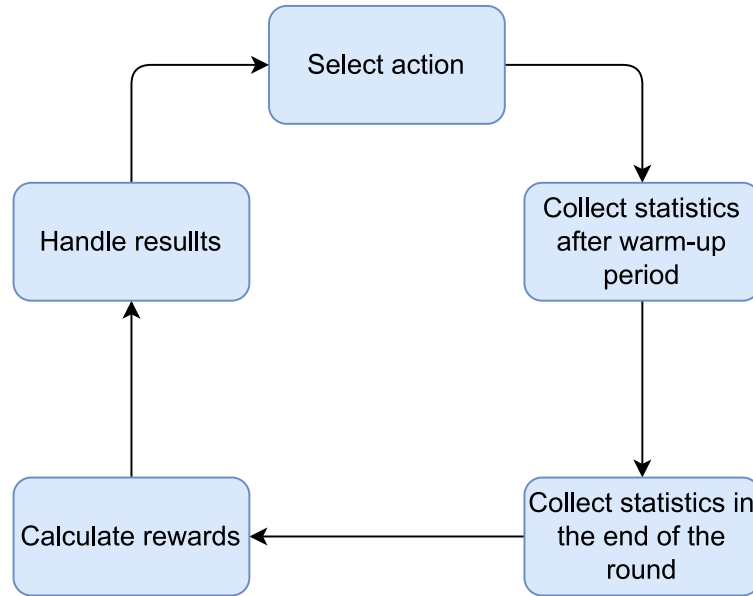 Select action
Collect statistics
after warm-up
period
Handle resullts
Collect statistics in
the end of the
round
Calculate rewards